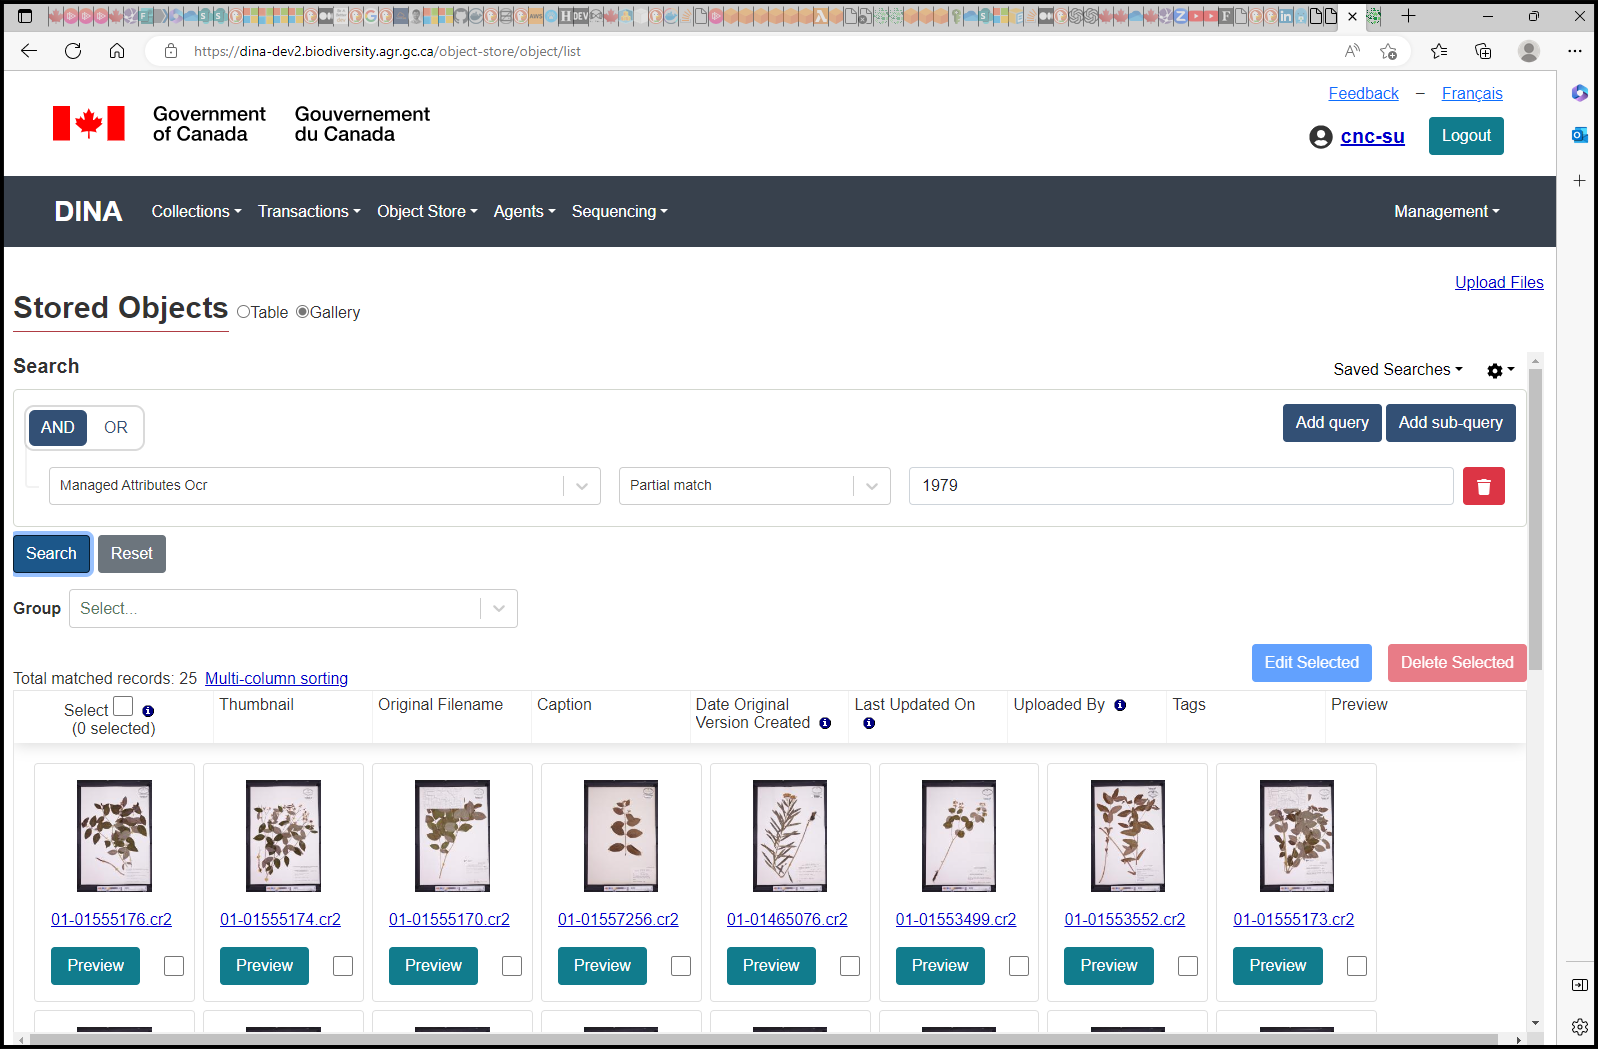 https://dina-dev2.biodiversity.agr.gc.ca/object-store/object/list
Feedback – Français
Government of Canada
Gouvernement du Canada
cnc-su
Logout
DINA Collections Transactions Object Store Agents Sequencing Management
Upload Files
Stored Objects Table Gallery
Search
Saved Searches
AND OR
Add query Add sub-query
Managed Attributes Ocr Partial match 1979
Search Reset
Group Select...
Edit Selected Delete Selected
Total matched records: 25 Multi-column sorting
Select (0 selected) Thumbnail Original Filename Caption Date Original Version Created Last Updated On Uploaded By Tags Preview
01-01555176.cr2 01-01555174.cr2 01-01555170.cr2 01-01557256.cr2 01-01465076.cr2 01-01553499.cr2 01-01553552.cr2 01-01555173.cr2
Preview Preview Preview Preview Preview Preview Preview Preview